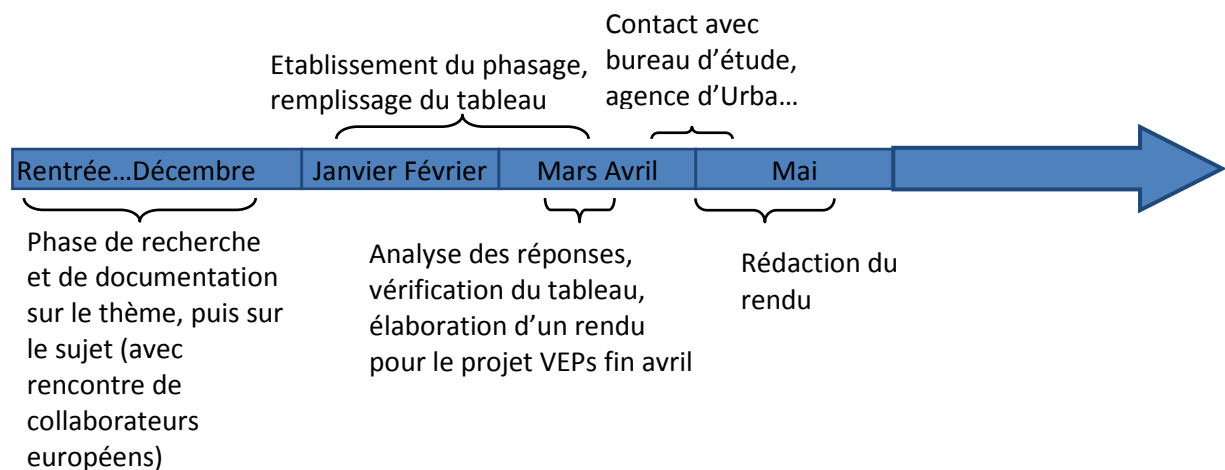 Contact avec
bureau d’étude,
agence d’Urba…
Etablissement du phasage,
remplissage du tableau
Rentrée…Décembre
Janvier Février
Mars Avril
Mai
Phase de recherche
et de documentation
sur le thème, puis sur
le sujet (avec
rencontre de
collaborateurs
européens)
Analyse des réponses,
vérification du tableau,
élaboration d’un rendu
pour le projet VEPs fin avril
Rédaction du
rendu